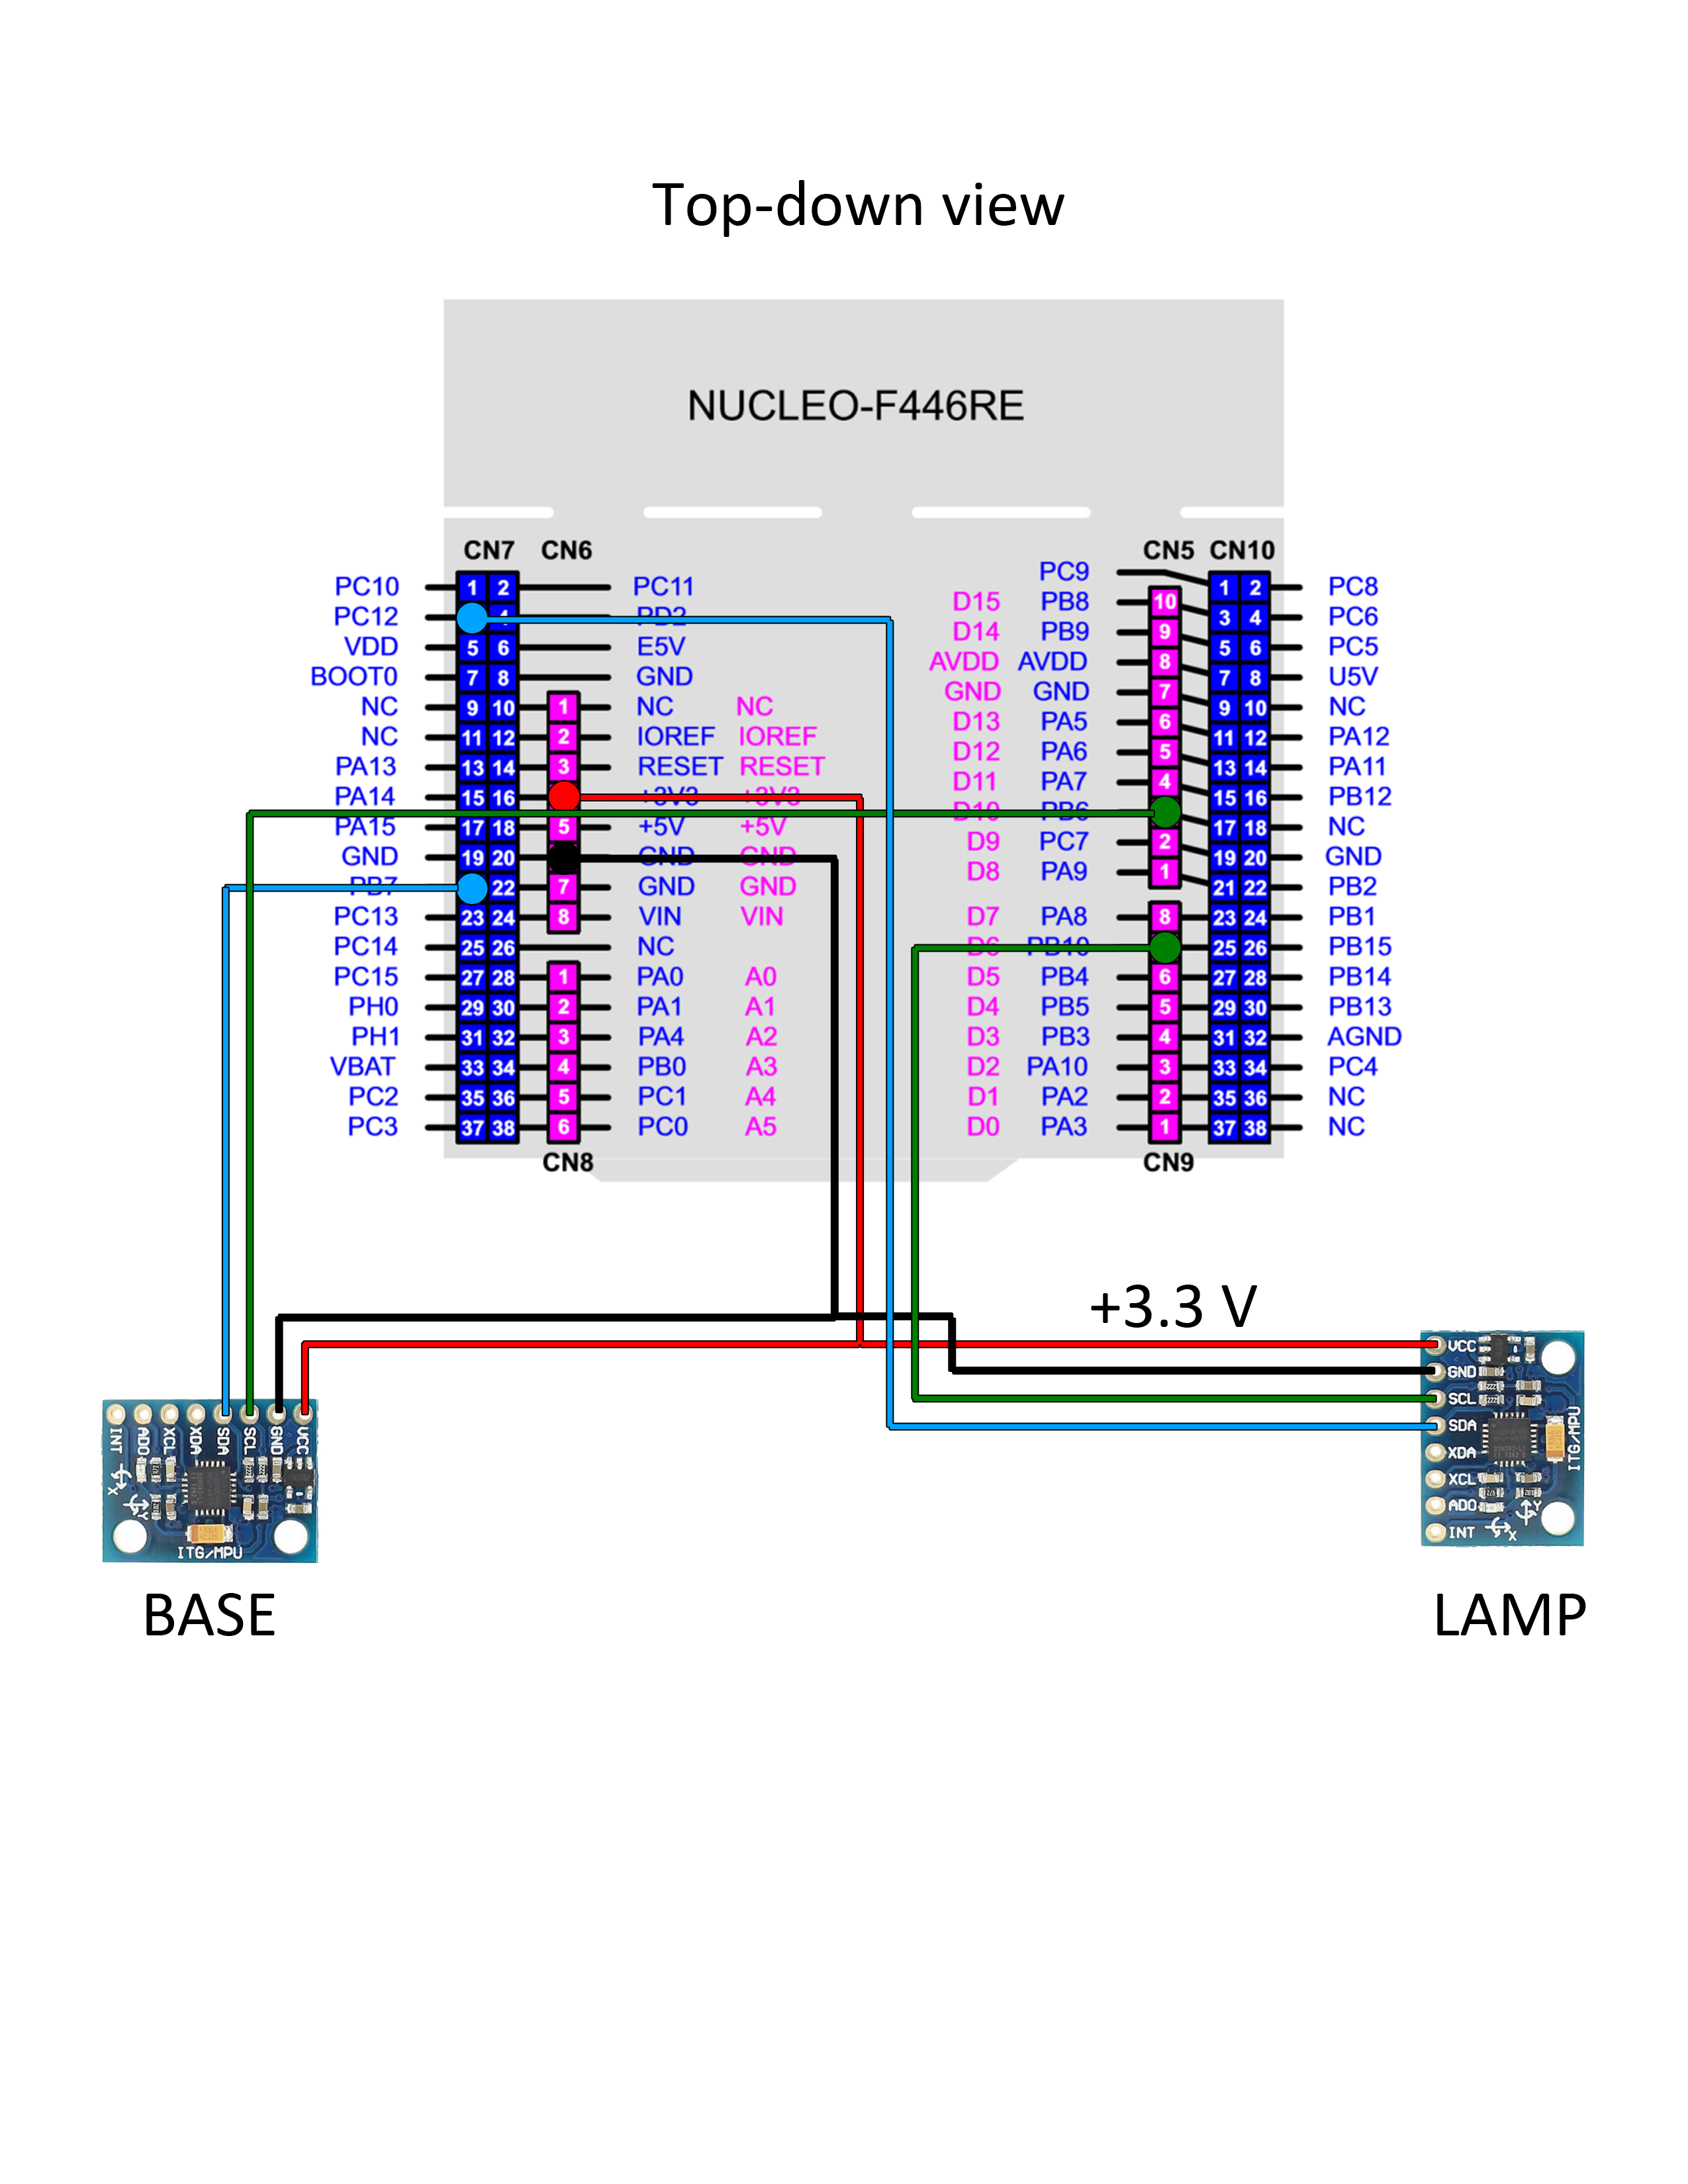 Top-down view
NUCLEO-F446RE
CN7 CN6 CN5 CN10
PC9
PC10 1 2 PC11 1 2 PC8
D15 PB8 10
PC12 4 PD2 3 4 PC6
D14 PB9 9
VDD 5 6 E5V 5 6 PC5
AVDD AVDD 8
BOOT0 7 8 GND 7 8 U5V
GND GND 7
NC 9 10 1 NC NC 9 10 NC
D13 PA5 6
NC 11 12 2 IOREF IOREF 11 12 PA12
D12 PA6 5
PA13 13 14 3 RESET RESET 13 14 PA11
D11 PA7 4
PA14 15 16 +3V3 +3V3 15 16 PB12
D10 PB6
PA15 17 18 5 +5V +5V 17 18 NC
D9 PC7 2
GND 19 20 GND GND 19 20 GND
D8 PA9 1
PB7 22 7 GND GND 21 22 PB2
PC13 23 24 8 VIN VIN D7 PA8 8 23 24 PB1
PC14 25 26 NC D6 PB10 25 26 PB15
PC15 27 28 1 PA0 A0 D5 PB4 6 27 28 PB14
PH0 29 30 2 PA1 A1 D4 PB5 5 29 30 PB13
PH1 31 32 3 PA4 A2 D3 PB3 4 31 32 AGND
VBAT 33 34 4 PB0 A3 D2 PA10 3 33 34 PC4
PC2 35 36 5 PC1 A4 D1 PA2 2 35 36 NC
PC3 37 38 6 PC0 A5 D0 PA3 1 37 38 NC
CN8 CN9
+3.3 V
VCC
GND
SCL
SDA
XDA
XCL
ADO
INT
X
Y
ITG/MPU
INT
ADO
XCL
XDA
SDA
SCL
GND
VCC
X
Y
ITG/MPU
BASE
LAMP